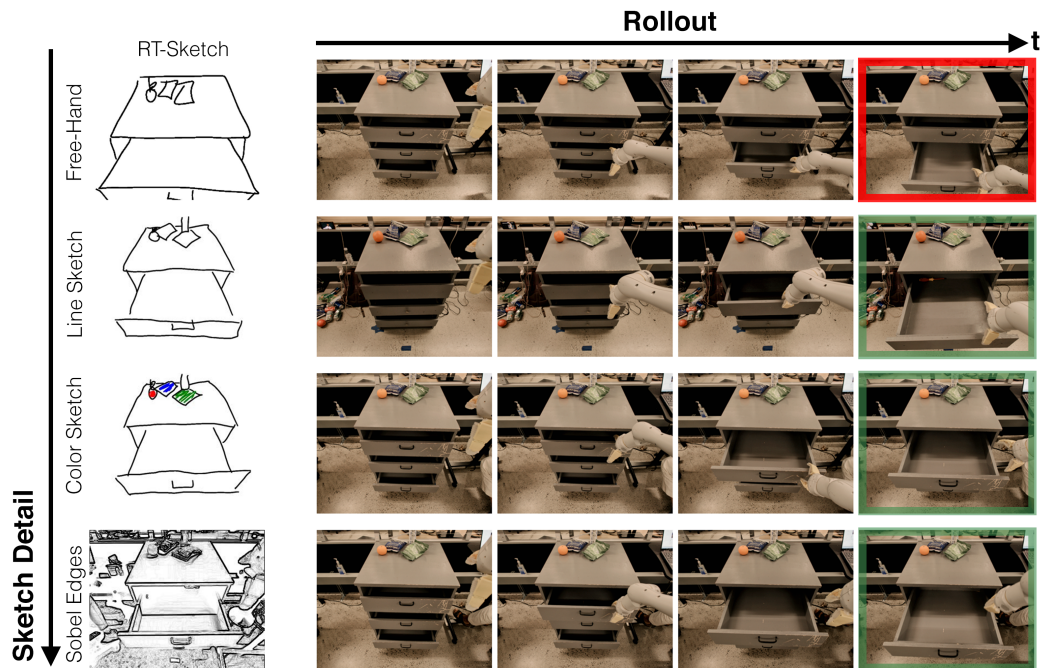 Rollout
t
RT-Sketch
Free-Hand
Line Sketch
Color Sketch
Sobel Edges
Sketch Detail